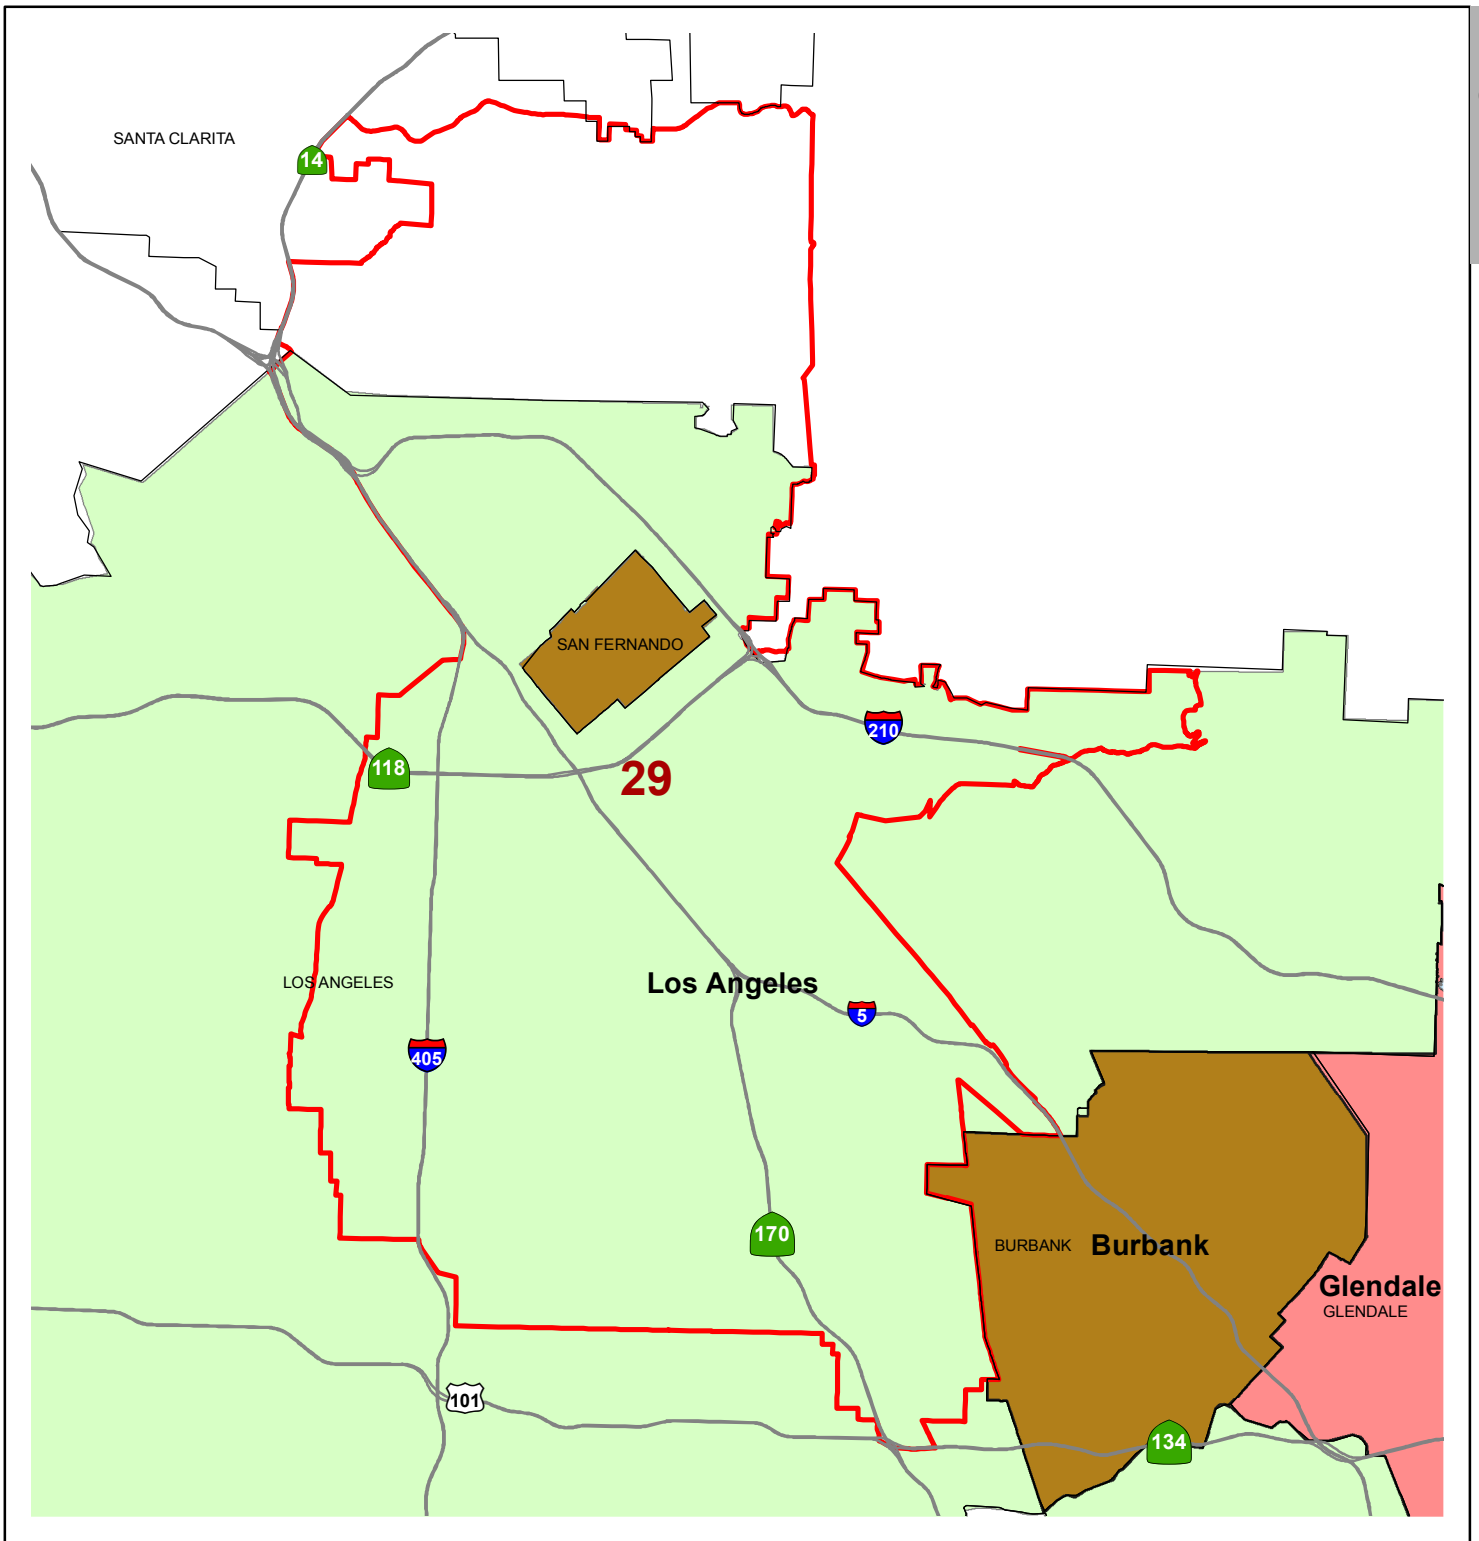 SANTA CLARITA
14
SAN FERNANDO
210
118
29
LOS ANGELES
Los Angeles
5
405
170
BURBANK
Burbank
Glendale
GLENDALE
101
134